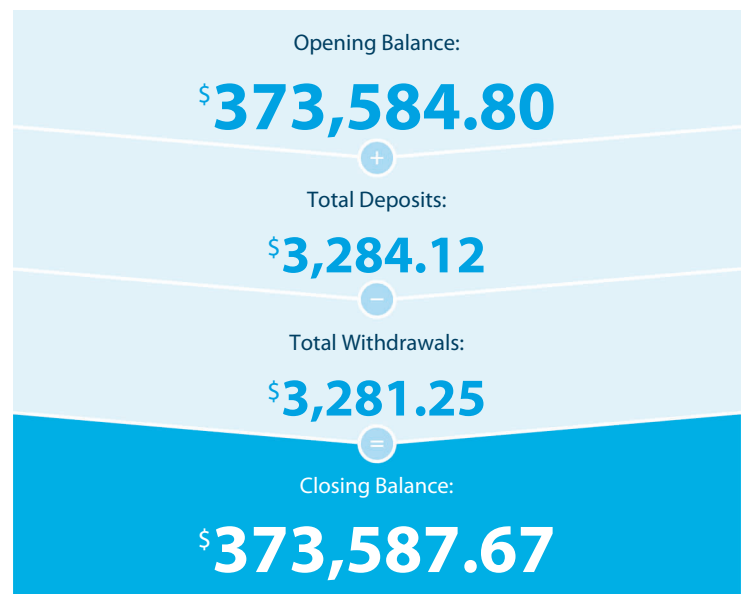 Opening Balance:
$373,584.80
+
Total Deposits:
$3,284.12
−
Total Withdrawals:
$3,281.25
=
Closing Balance:
$373,587.67